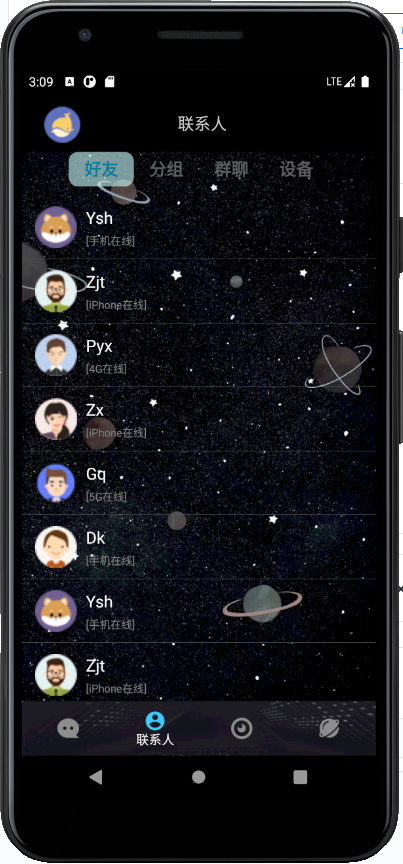 3:09 A LTE
联系人
好友 分组 群聊 设备
Ysh
[手机在线]
Zjt
[iPhone在线]
Pyx
[4G在线]
Zx
[iPhone在线]
Gq
[5G在线]
Dk
[手机在线]
Ysh
[手机在线]
Zjt
[iPhone在线]
联系人